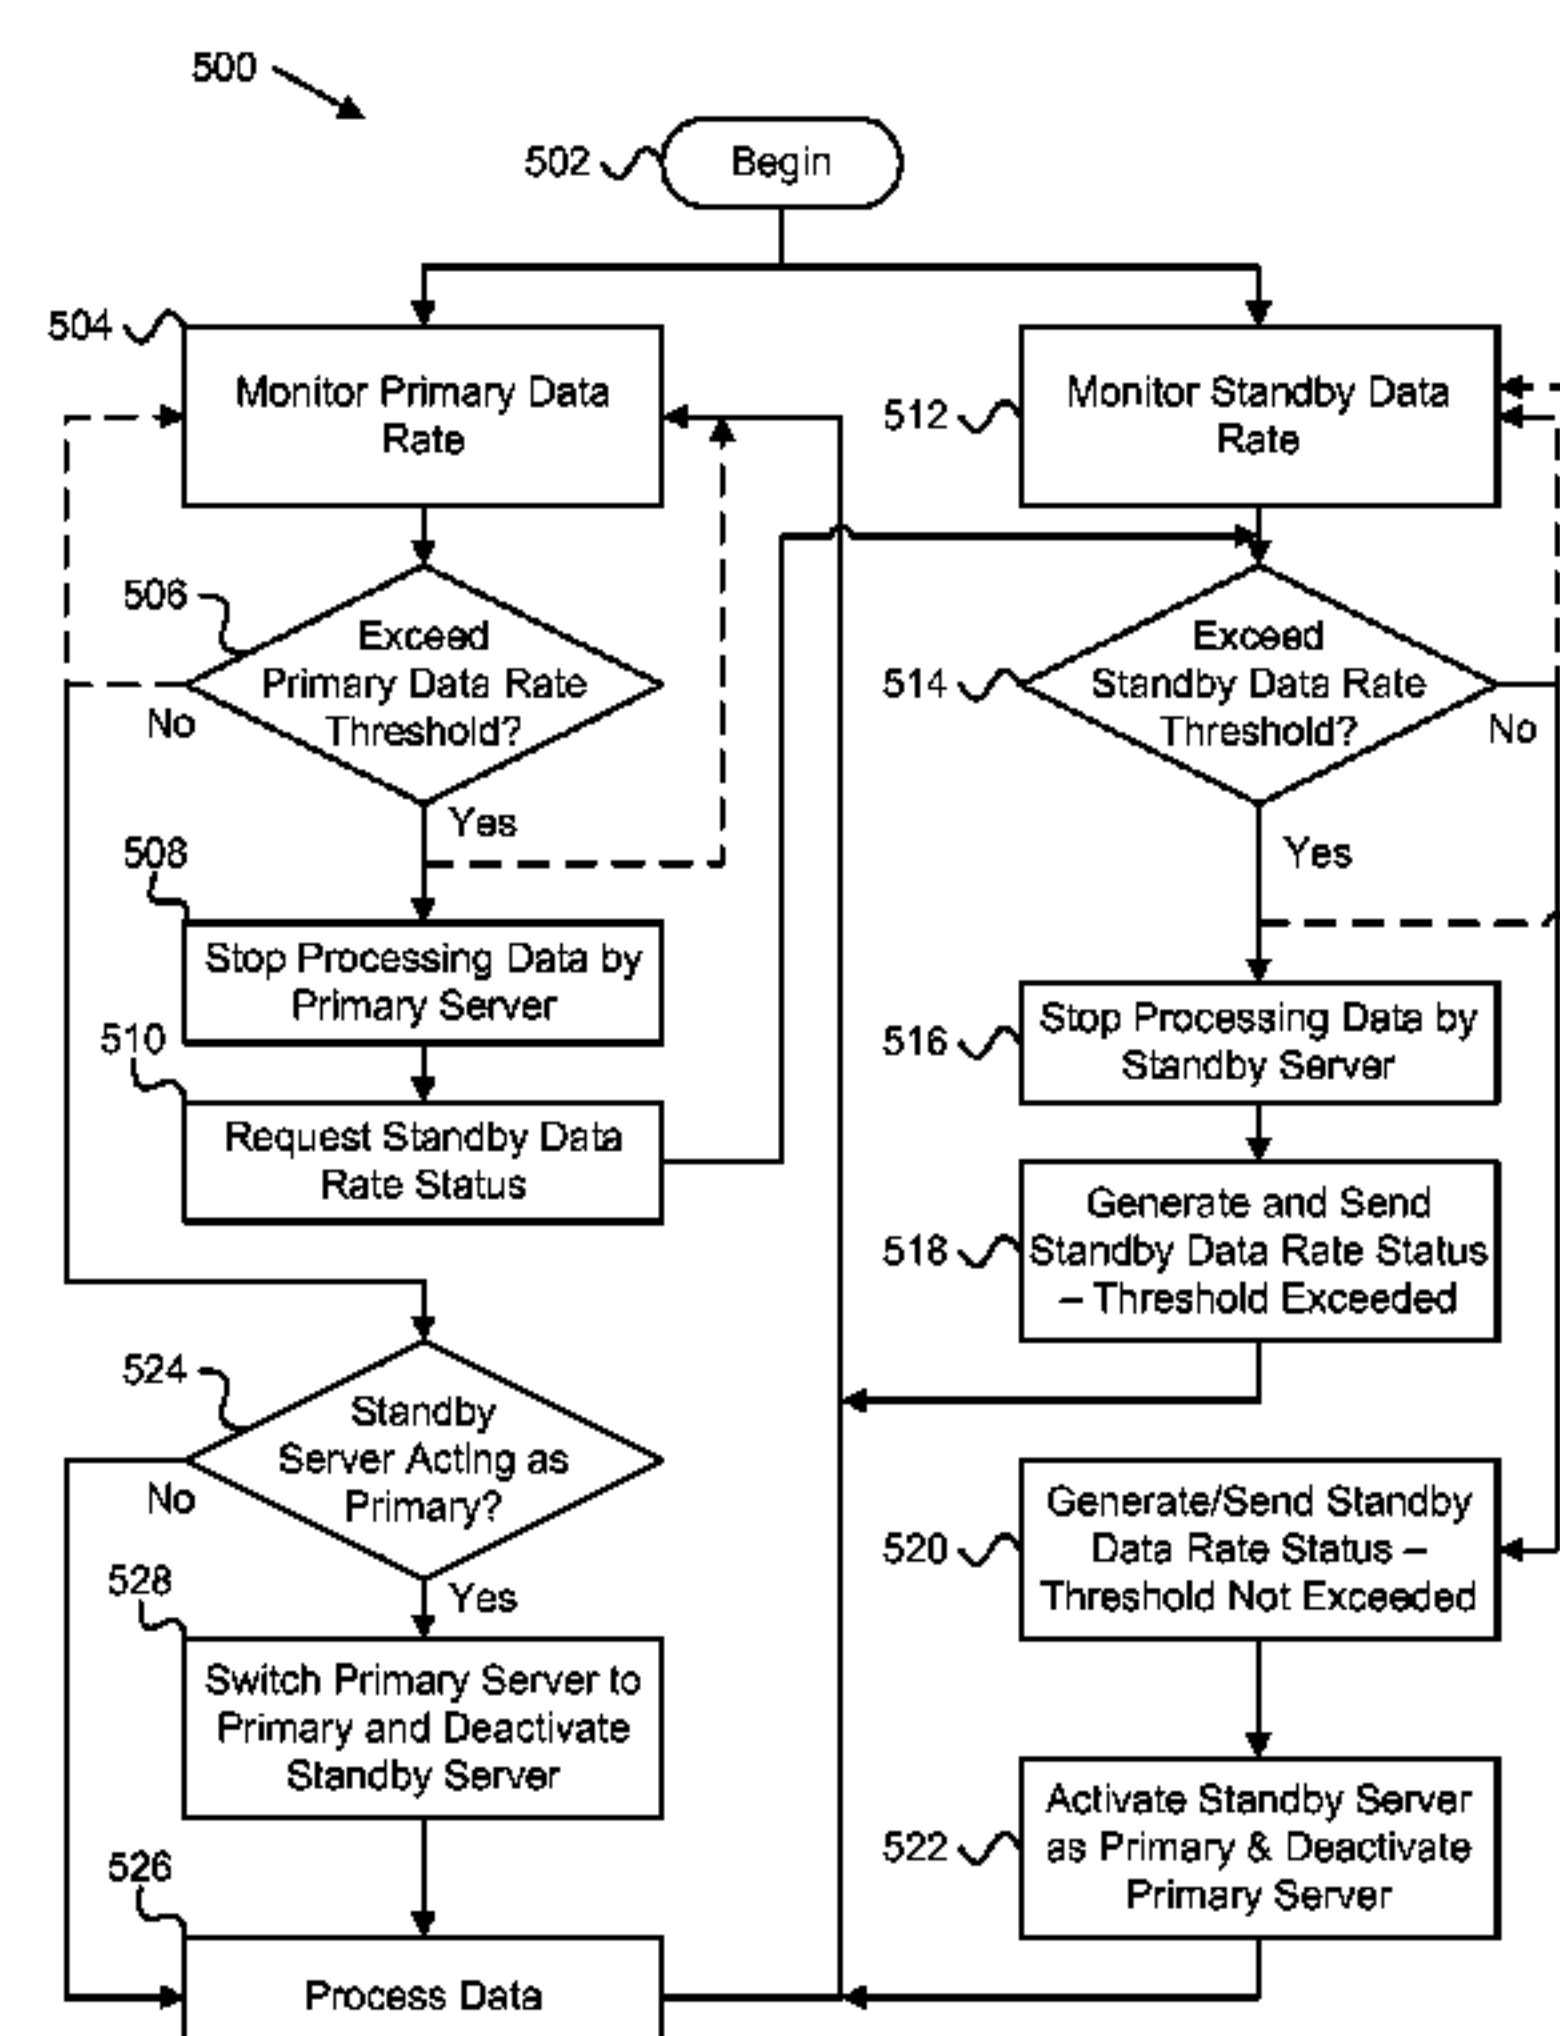 500
502
Begin
504
Monitor Primary Data
Rate
512
Monitor Standby Data
Rate
506
Exceed
Primary Data Rate
Threshold?
No
Yes
514
Exceed
Standby Data Rate
Threshold?
No
Yes
508
Stop Processing Data by
Primary Server
510
Request Standby Data
Rate Status
516
Stop Processing Data by
Standby Server
518
Generate and Send
Standby Data Rate Status
– Threshold Exceeded
524
Standby
Server Acting as
Primary?
No
Yes
520
Generate/Send Standby
Data Rate Status –
Threshold Not Exceeded
528
Switch Primary Server to
Primary and Deactivate
Standby Server
522
Activate Standby Server
as Primary & Deactivate
Primary Server
526
Process Data